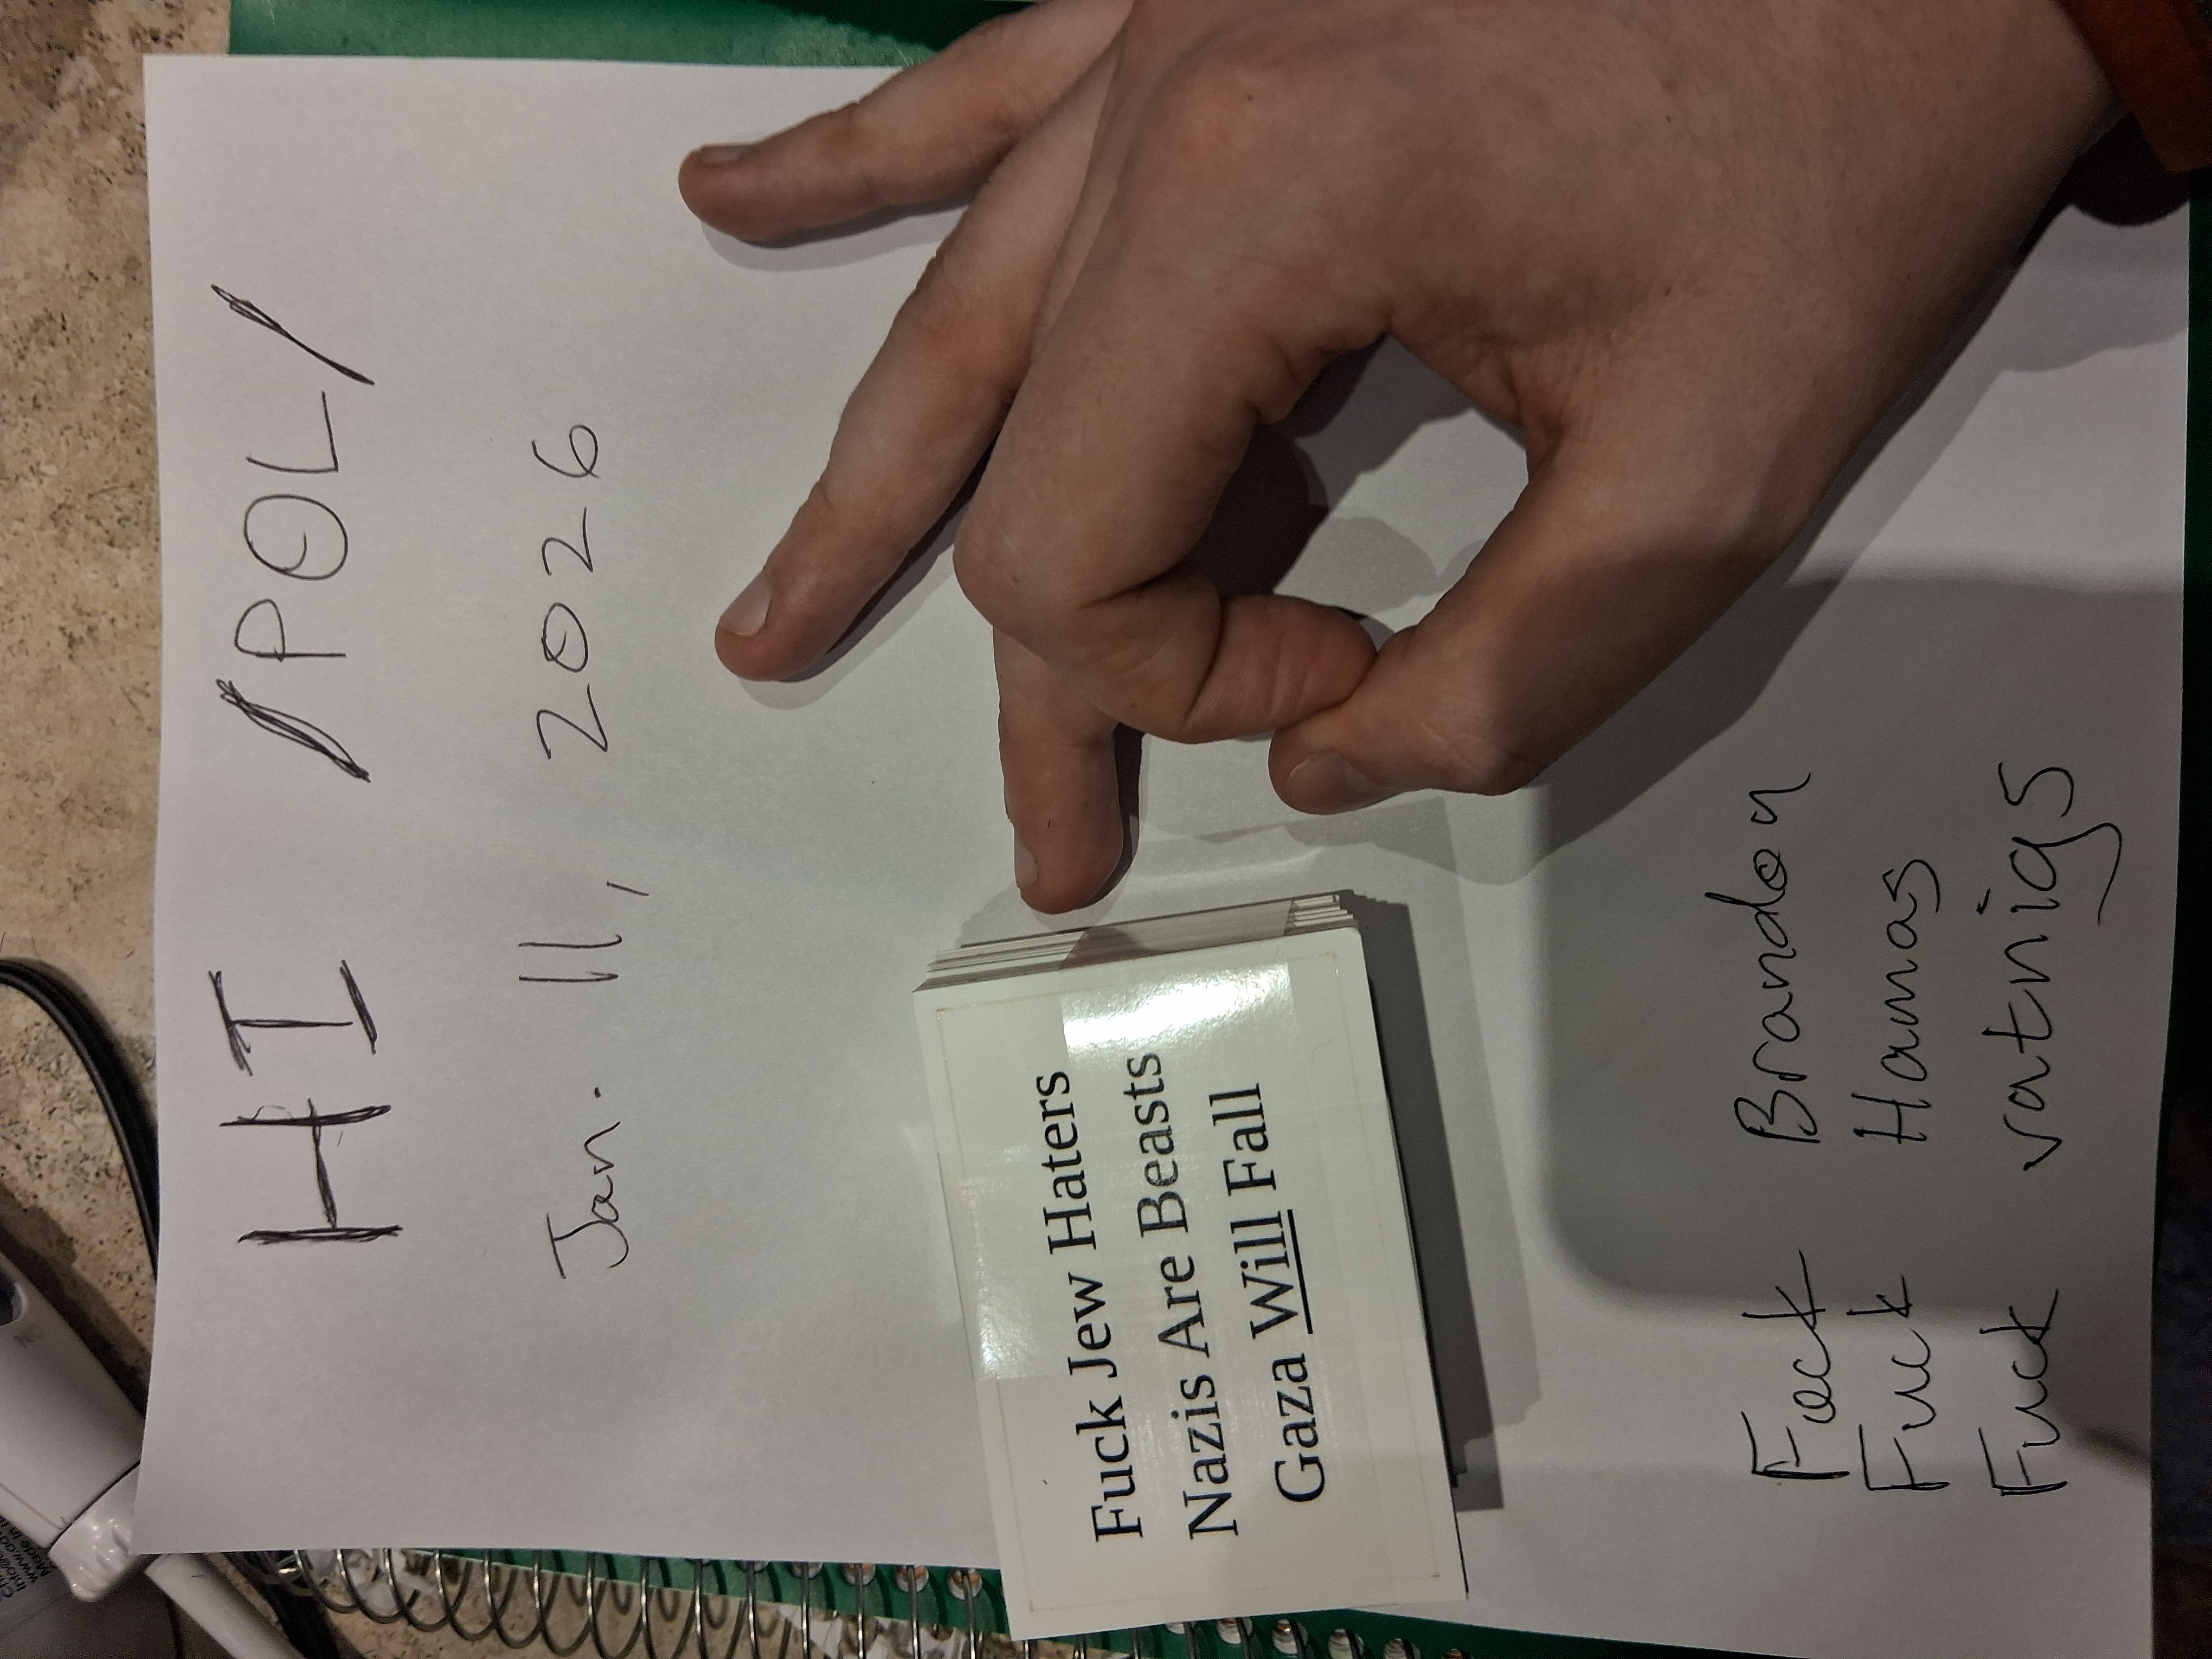 HI /POL/
Jan. 11, 2026
Fuck Jew Haters
Nazis Are Beasts
Gaza Will Fall
Fuck Brandon
Fuck Hamas
Fuck vatnigs